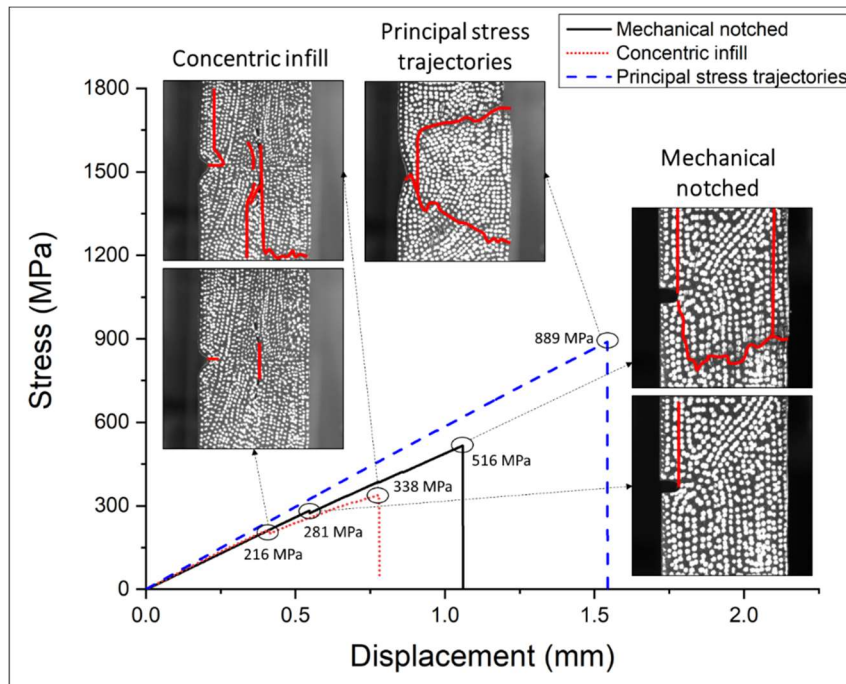 Mechanical notched
Concentric infill
Principal stress trajectories
Concentric infill
Principal stress
trajectories
Mechanical
notched
1800
1500
1200
900
600
300
0
Stress (MPa)
889 MPa
516 MPa
338 MPa
281 MPa
216 MPa
0.0
0.5
1.0
1.5
2.0
Displacement (mm)